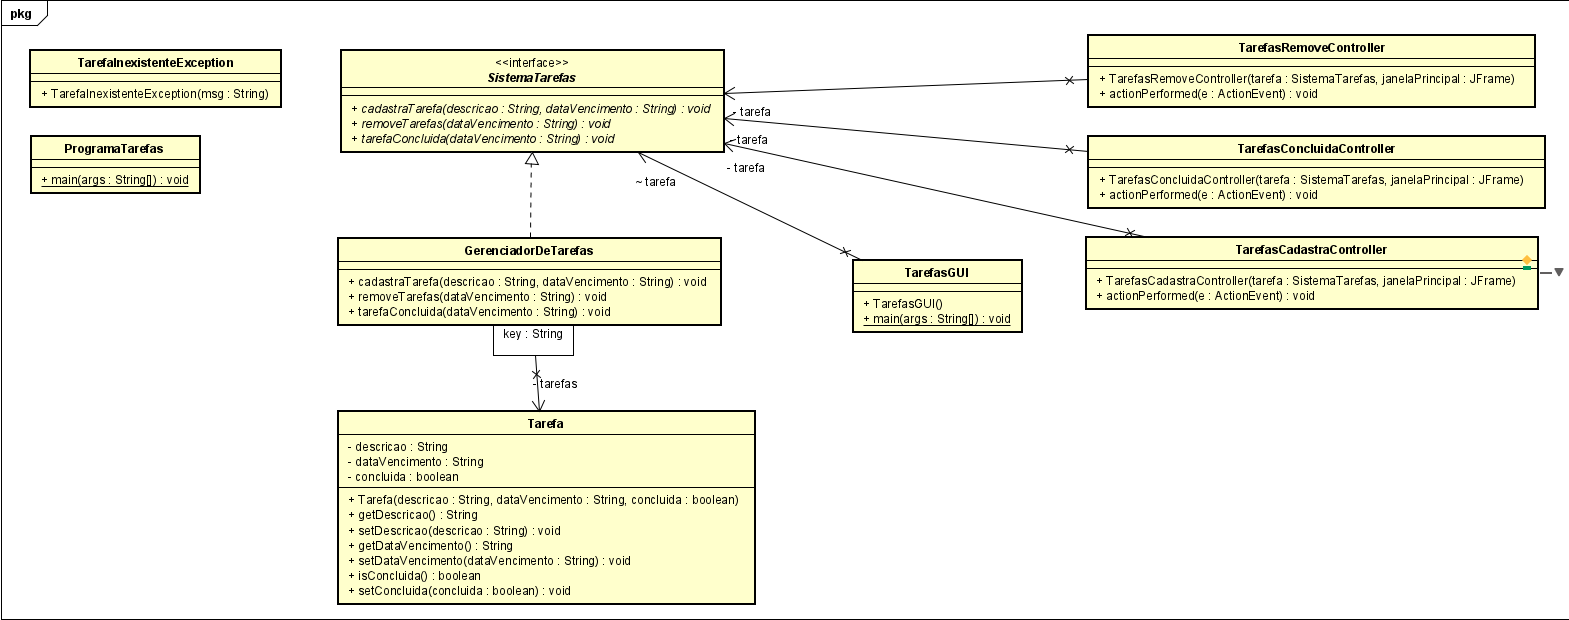 pkg
TarefaInexistenteException
+ TarefaInexistenteException(msg : String)
ProgramaTarefas
+ main(args : String[]) : void
<<interface>>
SistemaTarefas
+ cadastraTarefa(descricao : String, dataVencimento : String) : void
+ removeTarefas(dataVencimento : String) : void
+ tarefaConcluida(dataVencimento : String) : void
TarefasRemoveController
+ TarefasRemoveController(tarefa : SistemaTarefas, janelaPrincipal : JFrame)
+ actionPerformed(e : ActionEvent) : void
- tarefa
- tarefa
- tarefa
~ tarefa
TarefasConcluidaController
+ TarefasConcluidaController(tarefa : SistemaTarefas, janelaPrincipal : JFrame)
+ actionPerformed(e : ActionEvent) : void
GerenciadorDeTarefas
+ cadastraTarefa(descricao : String, dataVencimento : String) : void
+ removeTarefas(dataVencimento : String) : void
+ tarefaConcluida(dataVencimento : String) : void
key : String
- tarefas
TarefasGUI
+ TarefasGUI()
+ main(args : String[]) : void
TarefasCadastraController
+ TarefasCadastraController(tarefa : SistemaTarefas, janelaPrincipal : JFrame)
+ actionPerformed(e : ActionEvent) : void
Tarefa
- descricao : String
- dataVencimento : String
- concluida : boolean
+ Tarefa(descricao : String, dataVencimento : String, concluida : boolean)
+ getDescricao() : String
+ setDescricao(descricao : String) : void
+ getDataVencimento() : String
+ setDataVencimento(dataVencimento : String) : void
+ isConcluida() : boolean
+ setConcluida(concluida : boolean) : void